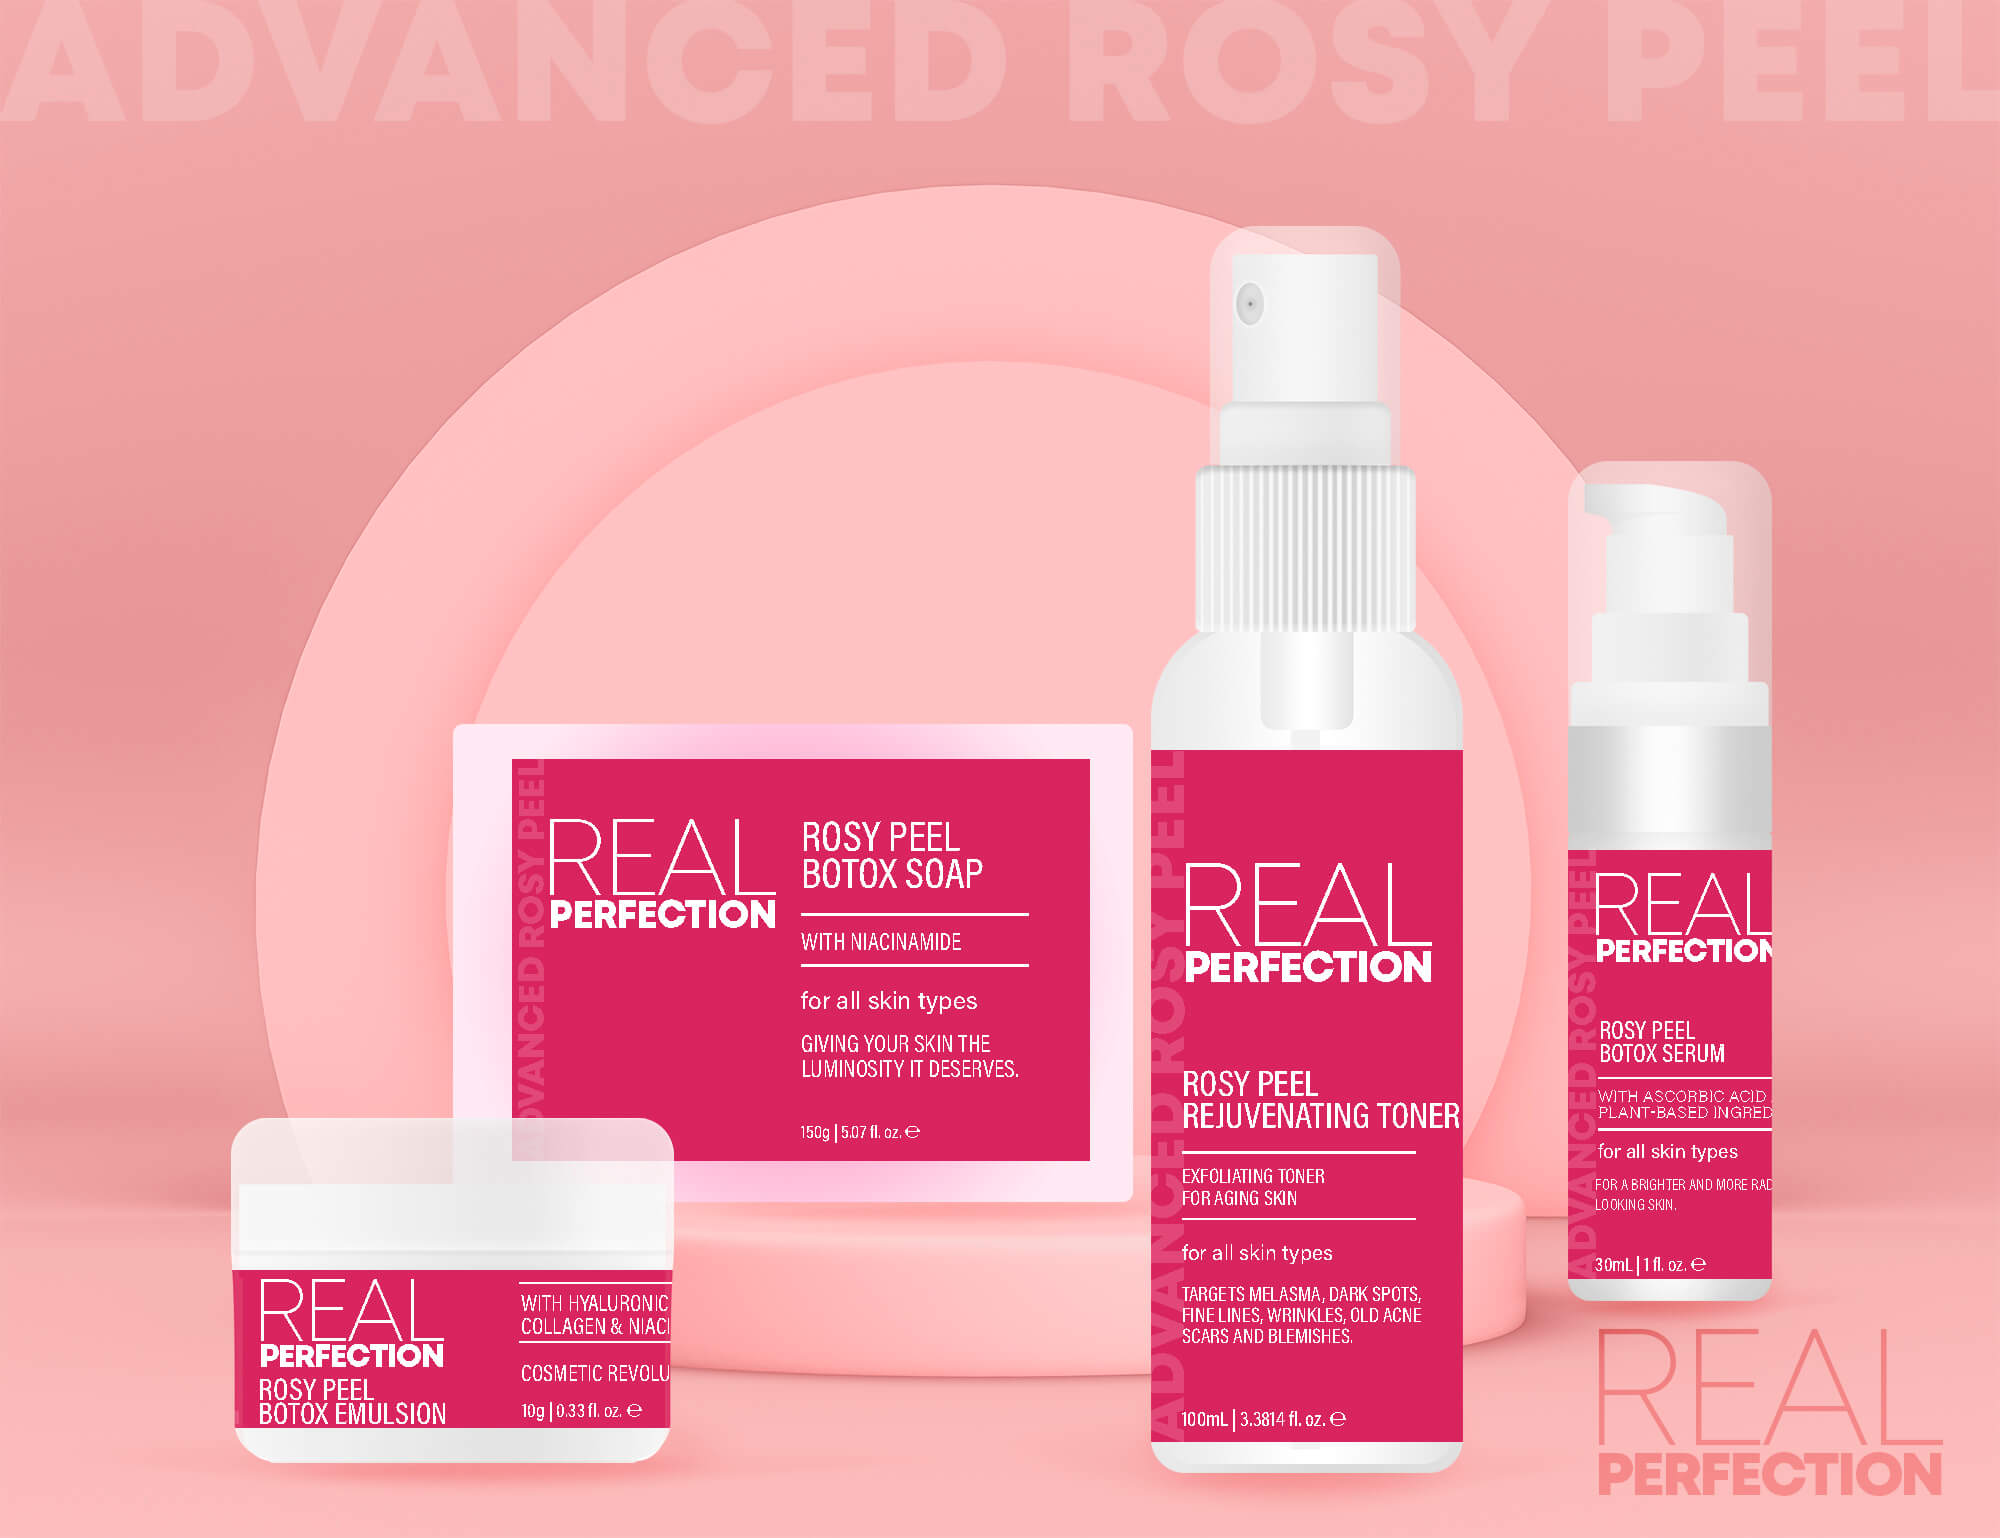 ADVANCED ROSY PEEL
ADVANCED ROSY PEEL
REAL
PERFECTION
ROSY PEEL
BOTOX SOAP
WITH NIACINAMIDE
for all skin types
GIVING YOUR SKIN THE
LUMINOSITY IT DESERVES.
150g | 5.07 fl. oz. ℮
REAL
PERFECTION
ROSY PEEL
BOTOX EMULSION
WITH HYALURONIC
COLLAGEN & NIACI
COSMETIC REVOLU
10g | 0.33 fl. oz. ℮
ADVANCED ROSY PEEL
REAL
PERFECTION
ROSY PEEL
REJUVENATING TONER
EXFOLIATING TONER
FOR AGING SKIN
for all skin types
TARGETS MELASMA, DARK SPOTS,
FINE LINES, WRINKLES, OLD ACNE
SCARS AND BLEMISHES.
100mL | 3.3814 fl. oz. ℮
ADVANCED ROSY PEEL
REAL
PERFECTION
ROSY PEEL
BOTOX SERUM
WITH ASCORBIC ACID
PLANT-BASED INGRED
for all skin types
FOR A BRIGHTER AND MORE RAD
LOOKING SKIN.
30mL | 1 fl. oz. ℮
REAL
PERFECTION